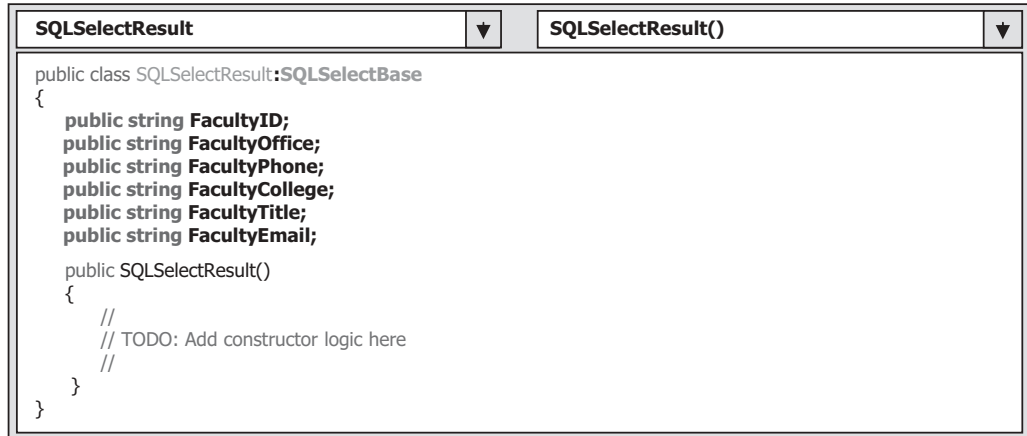 SQLSelectResult SQLSelectResult()
public class SQLSelectResult:SQLSelectBase
{
public string FacultyID;
public string FacultyOffice;
public string FacultyPhone;
public string FacultyCollege;
public string FacultyTitle;
public string FacultyEmail;
public SQLSelectResult()
{
//
// TODO: Add constructor logic here
//
}
}